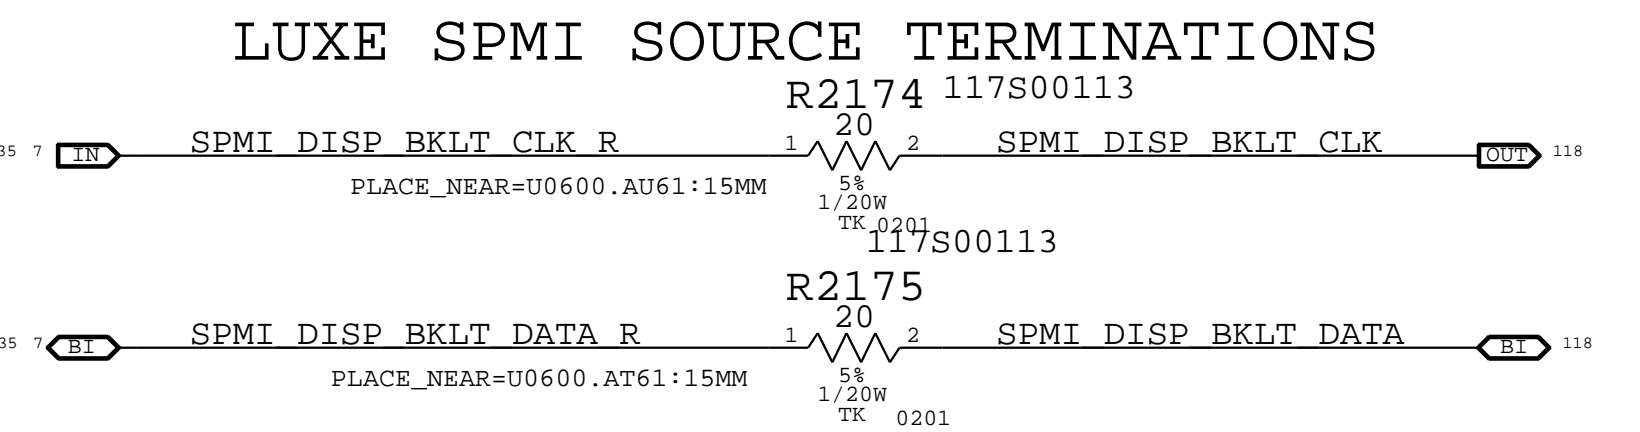 LUXE SPMI SOURCE TERMINATIONS
R2174 117S00113
20
35 7 IN SPMI_DISP_BKLT_CLK_R 1 2 SPMI_DISP_BKLT_CLK OUT 118
PLACE_NEAR=U0600.AU61:15MM 5%
1/20W
TK 0201
117S00113
R2175
20
35 7 BI SPMI_DISP_BKLT_DATA_R 1 2 SPMI_DISP_BKLT_DATA BI 118
PLACE_NEAR=U0600.AT61:15MM 5%
1/20W
TK 0201